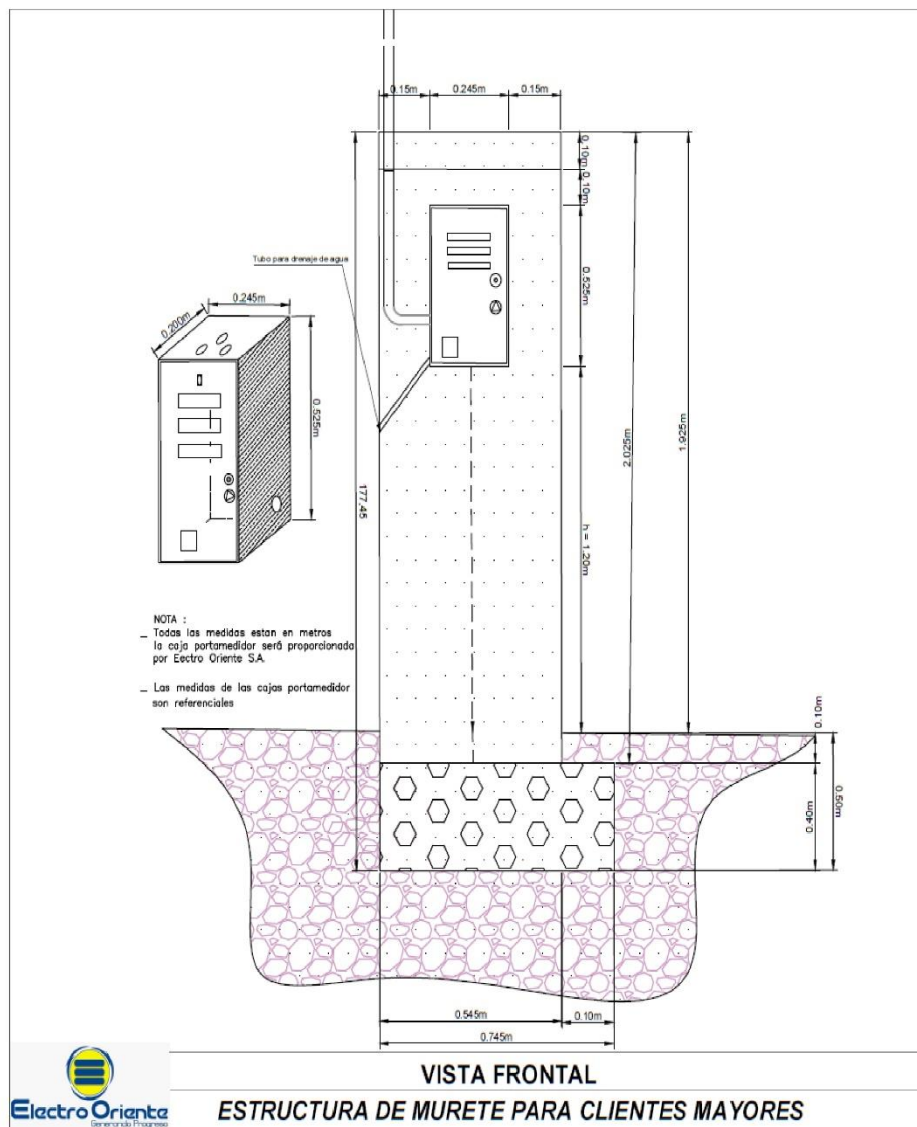 0.15m
0.245m
0.15m
0.10m
0.10m
Tubo para drenaje de agua
0.525m
0.200m
0.245m
0.525m
2.025m
1.925m
177.45
h = 1.20m
NOTA :
_ Todas las medidas estan en metros
la caja portamedidor será proporcionada
por Eectro Oriente S.A.
_ Las medidas de las cajas portamedidor
son referenciales
0.10m
0.40m
0.50m
0.545m
0.10m
0.745m
VISTA FRONTAL
ESTRUCTURA DE MURETE PARA CLIENTES MAYORES
Electro Oriente
Generando Progreso